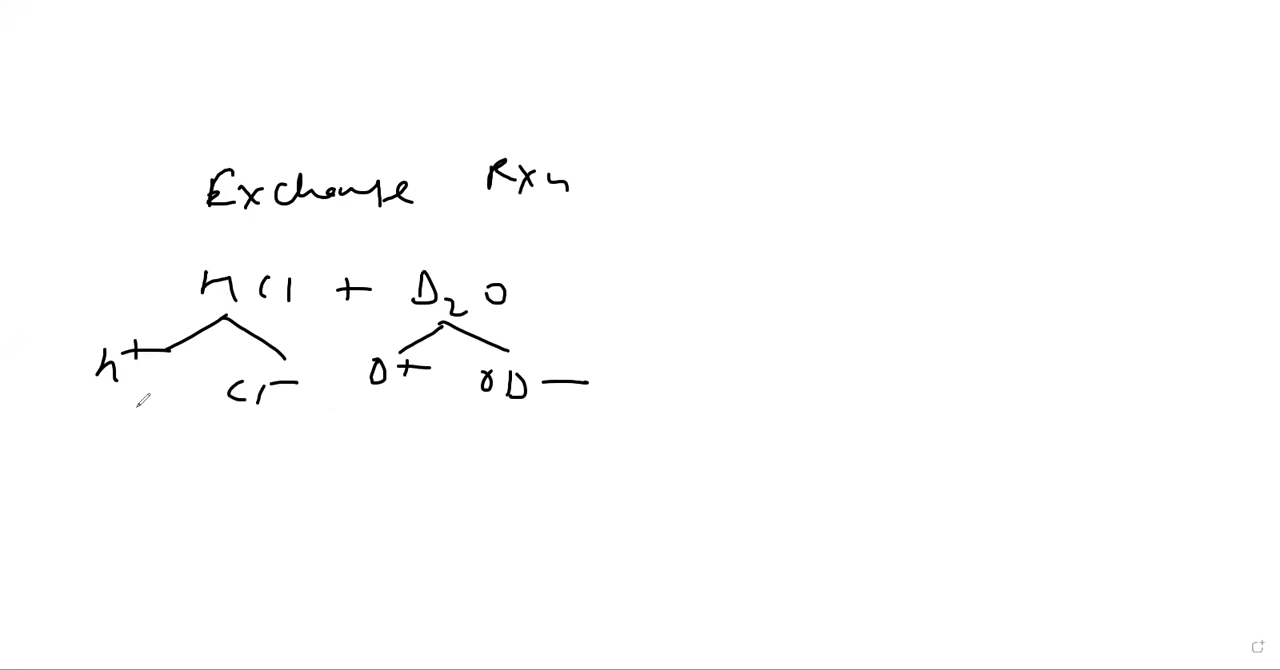 Exchange Rxn
HCl + D₂O
H⁺ Cl⁻ D⁺ OD⁻